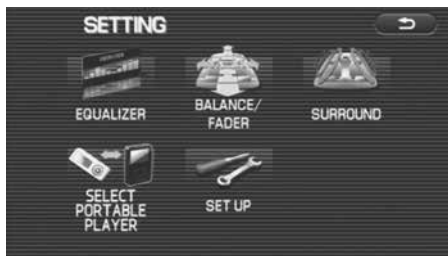 SETTING
EQUALIZER
BALANCE/
FADER
SURROUND
SELECT
PORTABLE
PLAYER
SET UP